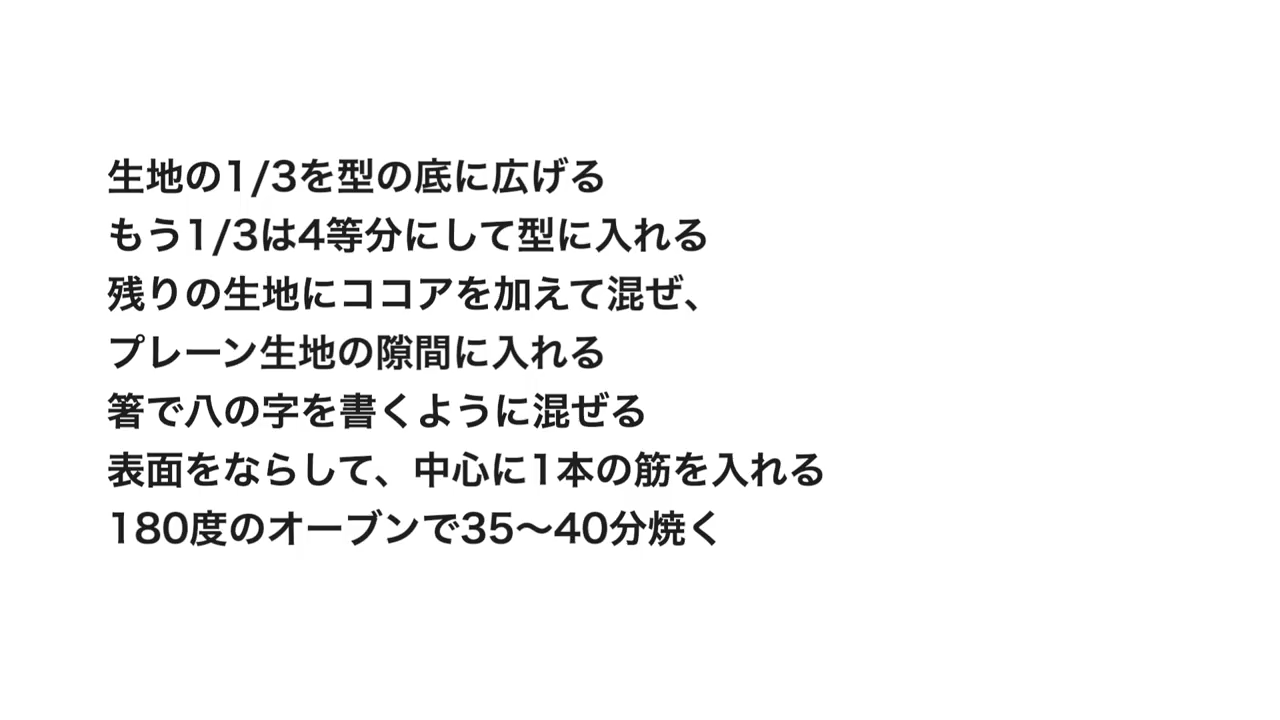 生地の1/3を型の底に広げる
もう1/3は4等分にして型に入れる
残りの生地にココアを加えて混ぜ、
プレーン生地の隙間に入れる
箸で八の字を書くように混ぜる
表面をならして、中心に1本の筋を入れる
180度のオーブンで35〜40分焼く